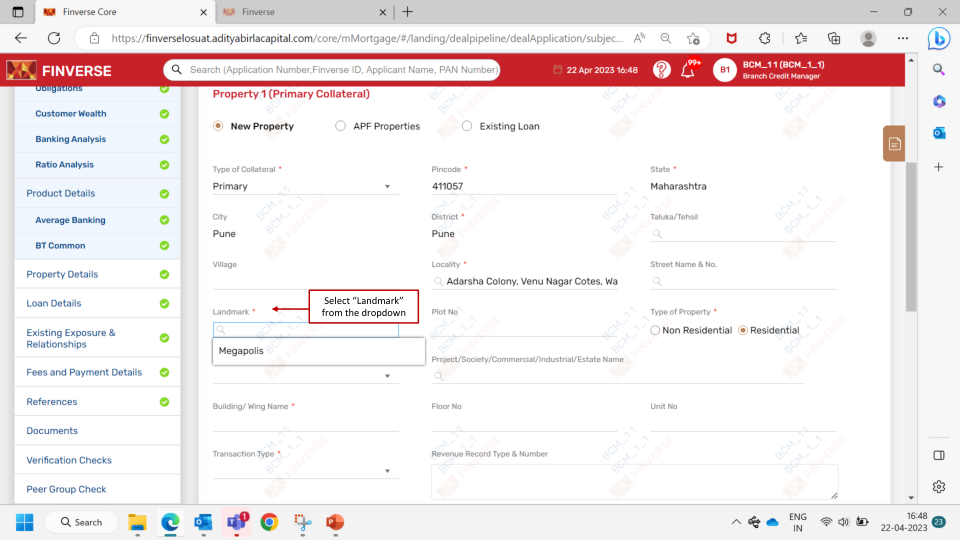 Finverse Core
Finverse
https://finverselosuat.adityabirlacapital.com/core/mMortgage/#/landing/dealpipeline/dealApplication/subjec...
FINVERSE
Search (Application Number,Finverse ID, Applicant Name, PAN Number)
22 Apr 2023 16:48
99+
B1
BCM_1 1 (BCM_1_1)
Branch Credit Manager
Obligations
Customer Wealth
Banking Analysis
Ratio Analysis
Product Details
Average Banking
BT Common
Property Details
Loan Details
Existing Exposure &
Relationships
Fees and Payment Details
References
Documents
Verification Checks
Peer Group Check
Property 1 (Primary Collateral)
New Property
APF Properties
Existing Loan
Type of Collateral *
Pincode *
State *
Primary
411057
Maharashtra
City
District *
Taluka/Tehsil
Pune
Pune
Village
Locality *
Street Name & No.
Adarsha Colony, Venu Nagar Cotes, Wa
Landmark *
Select “Landmark”
from the dropdown
Plot No
Type of Property *
Non Residential
Residential
Megapolis
Project/Society/Commercial/Industrial/Estate Name
Building/ Wing Name *
Floor No
Unit No
Transaction Type *
Revenue Record Type & Number
BCM_1 1
BCM_1_1
FINVERSE
Search
1
ENG
IN
16:48
22-04-2023
23